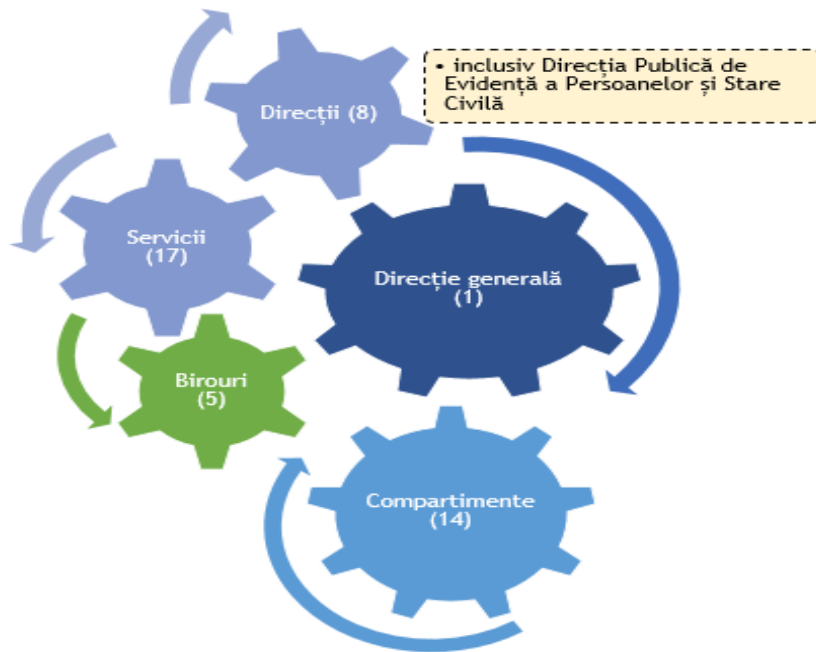 Direcții (8)
• inclusiv Direcția Publică de
Evidență a Persoanelor și Stare
Civilă
Servicii
(17)
Direcție generală
(1)
Birouri
(5)
Compartimente
(14)